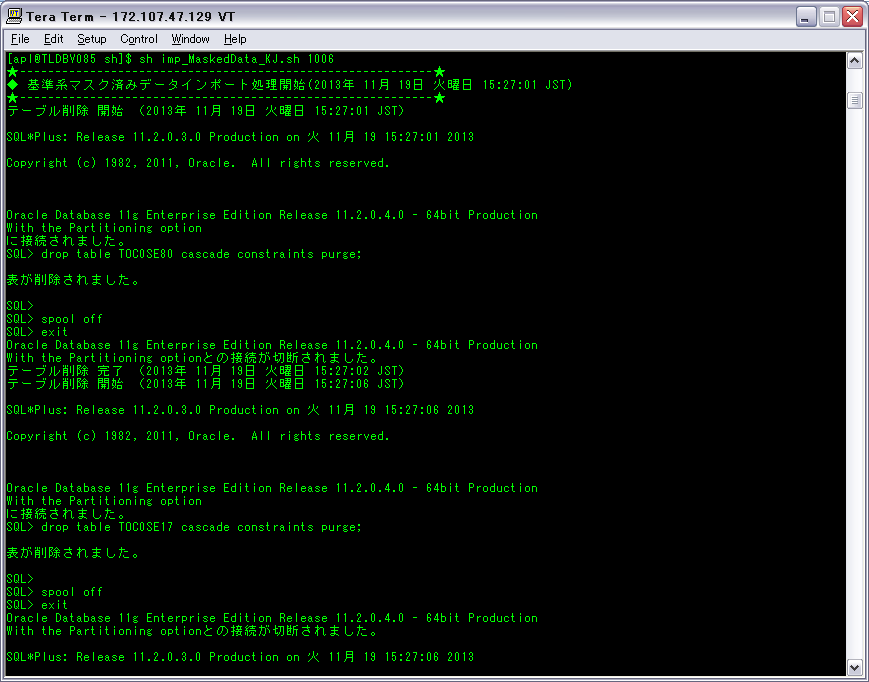 Tera Term - 172.107.47.129 VT
File Edit Setup Control Window Help
[apl@TLDBY085 sh]$ sh imp_MaskedData_KJ.sh 1006
★-----------------------------------------------★
◆ 基準系マスク済みデータインポート処理開始(2013年 11月 19日 火曜日 15:27:01 JST)
★-----------------------------------------------★
テーブル削除 開始 (2013年 11月 19日 火曜日 15:27:01 JST)
SQL*Plus: Release 11.2.0.3.0 Production on 火 11月 19 15:27:01 2013
Copyright (c) 1982, 2011, Oracle.  All rights reserved.
Oracle Database 11g Enterprise Edition Release 11.2.0.4.0 - 64bit Production
With the Partitioning option
に接続されました。
SQL> drop table TOC0SE80 cascade constraints purge;
表が削除されました。
SQL>
SQL> spool off
SQL> exit
Oracle Database 11g Enterprise Edition Release 11.2.0.4.0 - 64bit Production
With the Partitioning optionとの接続が切断されました。
テーブル削除 完了 (2013年 11月 19日 火曜日 15:27:02 JST)
テーブル削除 開始 (2013年 11月 19日 火曜日 15:27:06 JST)
SQL*Plus: Release 11.2.0.3.0 Production on 火 11月 19 15:27:06 2013
Copyright (c) 1982, 2011, Oracle.  All rights reserved.
Oracle Database 11g Enterprise Edition Release 11.2.0.4.0 - 64bit Production
With the Partitioning option
に接続されました。
SQL> drop table TOC0SE17 cascade constraints purge;
表が削除されました。
SQL>
SQL> spool off
SQL> exit
Oracle Database 11g Enterprise Edition Release 11.2.0.4.0 - 64bit Production
With the Partitioning optionとの接続が切断されました。
SQL*Plus: Release 11.2.0.3.0 Production on 火 11月 19 15:27:06 2013